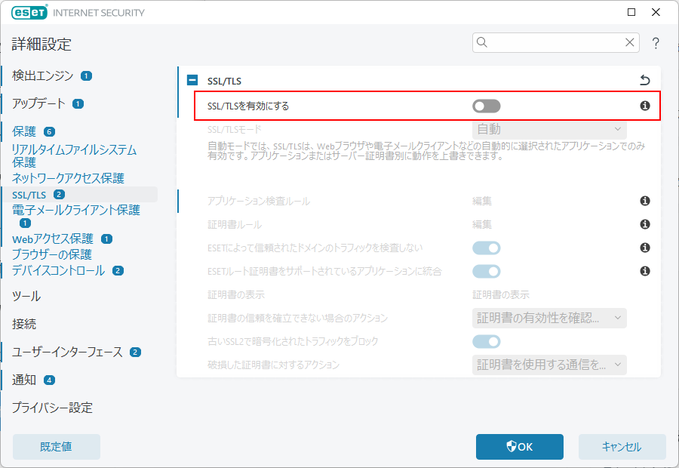 eset INTERNET SECURITY
詳細設定
?
検出エンジン 1
アップデート 1
保護 6
リアルタイムファイルシステム
保護
ネットワークアクセス保護
SSL/TLS 2
電子メールクライアント保護
1
Webアクセス保護 1
ブラウザーの保護
デバイスコントロール 2
ツール
接続
ユーザーインターフェース 2
通知 4
プライバシー設定
SSL/TLS
SSL/TLSを有効にする
SSL/TLSモード 自動
自動モードでは、SSL/TLSは、Webブラウザや電子メールクライアントなどの自動的に選択されたアプリケーションでのみ
有効です。アプリケーションまたはサーバー証明書別に動作を上書きできます。
アプリケーション検査ルール 編集
証明書ルール 編集
ESETによって信頼されたドメインのトラフィックを検査しない
ESETルート証明書をサポートされているアプリケーションに統合
証明書の表示 証明書の表示
証明書の信頼を確立できない場合のアクション 証明書の有効性を確認...
古いSSL2で暗号化されたトラフィックをブロック
破損した証明書に対するアクション 証明書を使用する通信を...
既定値
OK
キャンセル